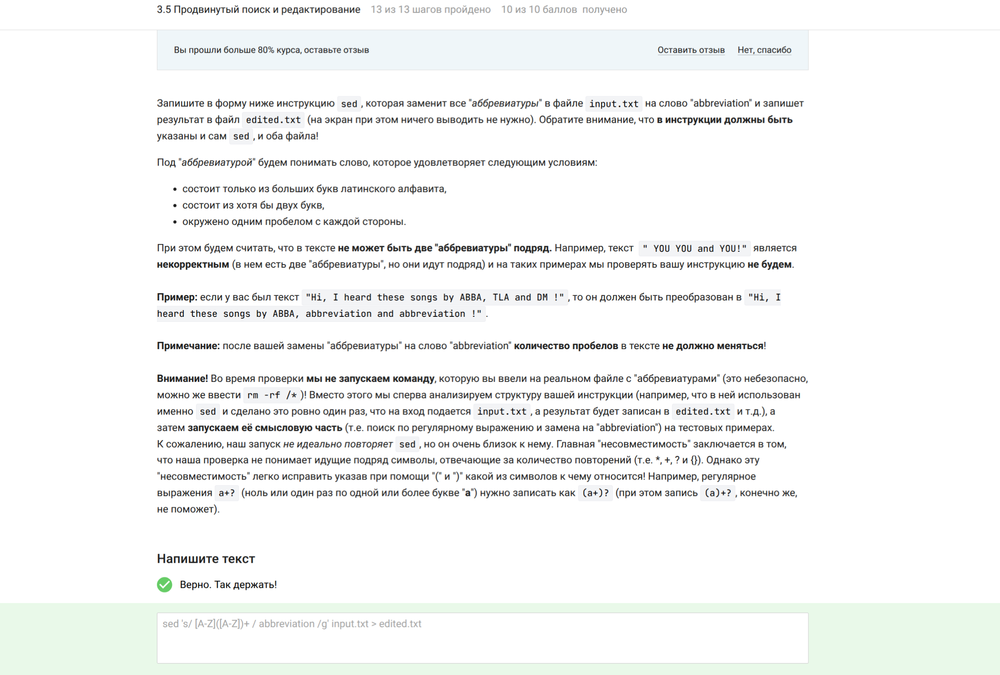 3.5 Продвинутый поиск и редактирование 13 из 13 шагов пройдено 10 из 10 баллов получено
Вы прошли больше 80% курса, оставьте отзыв Оставить отзыв Нет, спасибо
Запишите в форму ниже инструкцию sed, которая заменит все "аббревиатуры" в файле input.txt на слово "abbreviation" и запишет
результат в файл edited.txt (на экран при этом ничего выводить не нужно). Обратите внимание, что в инструкции должны быть
указаны и сам sed, и оба файла!
Под "аббревиатурой" будем понимать слово, которое удовлетворяет следующим условиям:
• состоит только из больших букв латинского алфавита,
• состоит из хотя бы двух букв,
• окружено одним пробелом с каждой стороны.
При этом будем считать, что в тексте не может быть две "аббревиатуры" подряд. Например, текст " YOU YOU and YOU!" является
некорректным (в нем есть две "аббревиатуры", но они идут подряд) и на таких примерах мы проверять вашу инструкцию не будем.
Пример: если у вас был текст "Hi, I heard these songs by ABBA, TLA and DM !", то он должен быть преобразован в "Hi, I
heard these songs by ABBA, abbreviation and abbreviation !".
Примечание: после вашей замены "аббревиатуры" на слово "abbreviation" количество пробелов в тексте не должно меняться!
Внимание! Во время проверки мы не запускаем команду, которую вы ввели на реальном файле с "аббревиатурами" (это небезопасно,
можно же ввести rm -rf /*)! Вместо этого мы сперва анализируем структуру вашей инструкции (например, что в ней использован
именно sed и сделано это ровно один раз, что на вход подается input.txt, а результат будет записан в edited.txt и т.д.), а
затем запускаем её смысловую часть (т.е. поиск по регулярному выражению и замена на "abbreviation") на тестовых примерах.
К сожалению, наш запуск не идеально повторяет sed, но он очень близок к нему. Главная "несовместимость" заключается в том,
что наша проверка не понимает идущие подряд символы, отвечающие за количество повторений (т.е. *, +, ? и {}). Однако эту
"несовместимость" легко исправить указав при помощи "(" и ")" какой из символов к чему относится! Например, регулярное
выражения a+? (ноль или один раз по одной или более букве "a") нужно записать как (a+)? (при этом запись (a)+?, конечно же,
не поможет).
Напишите текст
Верно. Так держать!
sed 's/ [A-Z]([A-Z])+ / abbreviation /g' input.txt > edited.txt